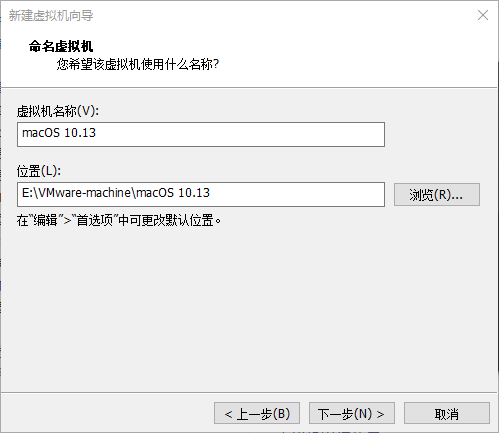 新建虚拟机向导
命名虚拟机
您希望该虚拟机使用什么名称?
虚拟机名称(V):
macOS 10.13
位置(L):
E:\VMware-machine\macOS 10.13
浏览(R)...
在“编辑”>“首选项”中可更改默认位置。
< 上一步(B)
下一步(N) >
取消